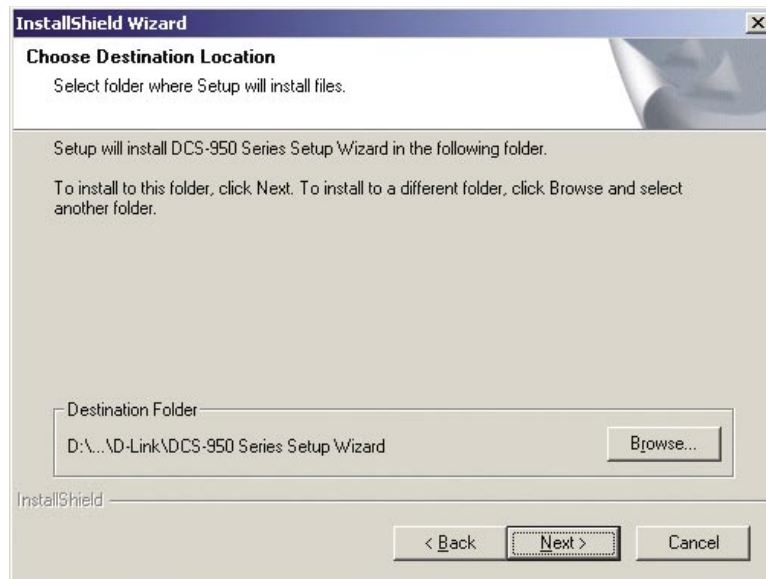 InstallShield Wizard
Choose Destination Location
Select folder where Setup will install files.
Setup will install DCS-950 Series Setup Wizard in the following folder.
To install to this folder, click Next. To install to a different folder, click Browse and select
another folder.
Destination Folder
D:\...\D-Link\DCS-950 Series Setup Wizard
Browse...
InstallShield
< Back
Next >
Cancel